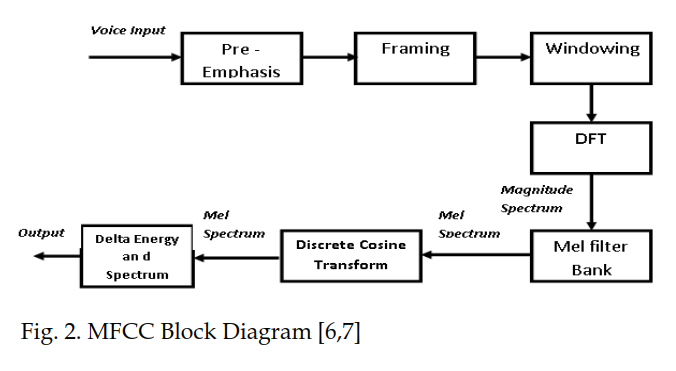 Voice Input
Pre -
Emphasis
Framing
Windowing
DFT
Magnitude
Spectrum
Mel filter
Bank
Mel
Spectrum
Discrete Cosine
Transform
Mel
Spectrum
Delta Energy
an d
Spectrum
Output
Fig. 2. MFCC Block Diagram [6,7]